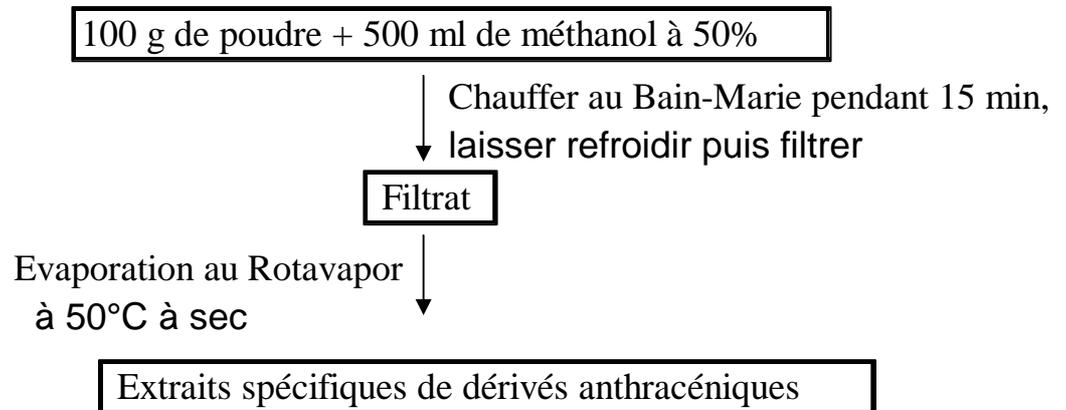 100 g de poudre + 500 ml de méthanol à 50%
Chauffer au Bain-Marie pendant 15 min,
laisser refroidir puis filtrer
Filtrat
Evaporation au Rotavapor
à 50°C à sec
Extraits spécifiques de dérivés anthracéniques